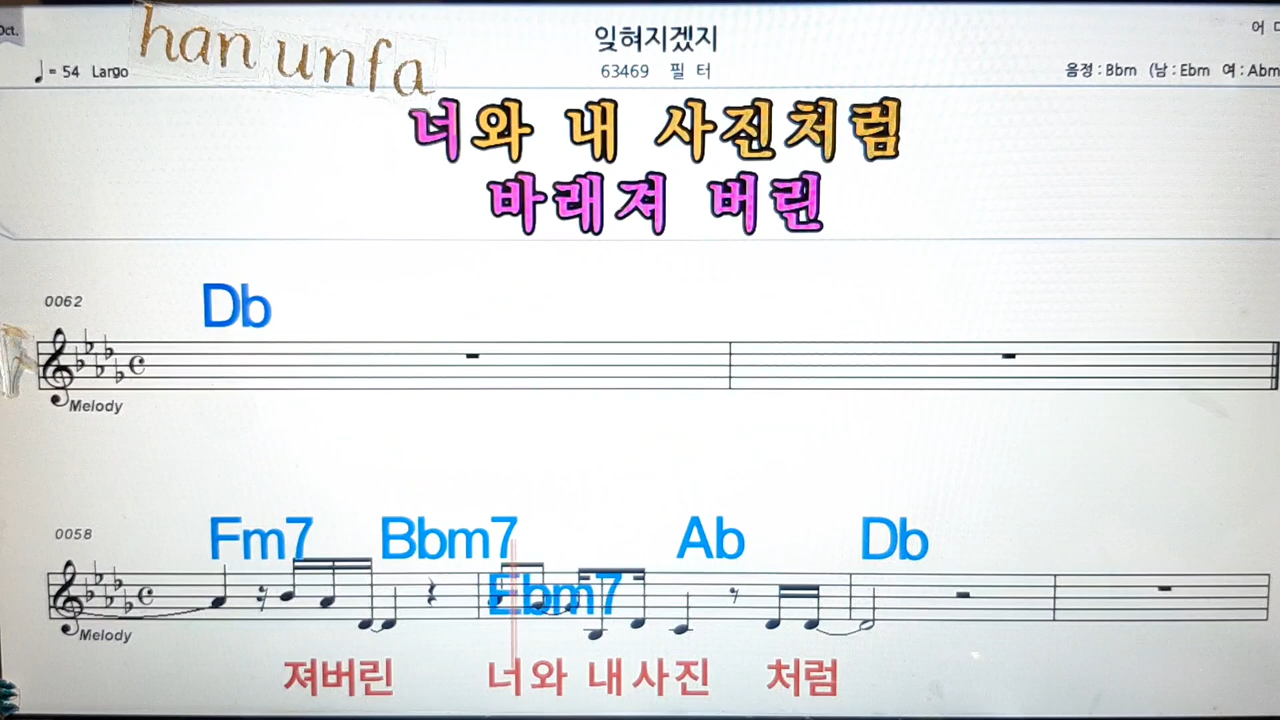 Oct.
han unfa
잊혀지겠지
어 디
♩= 54 Largo
63469 필 터
음정 : Bbm (남 : Ebm 여 : Abm
너와 내 사진처럼
바래져 버린
0062
Db
Melody
0058
Fm7 Bbm7 Ebm7 Ab Db
Melody
져버린 너와 내사진 처럼